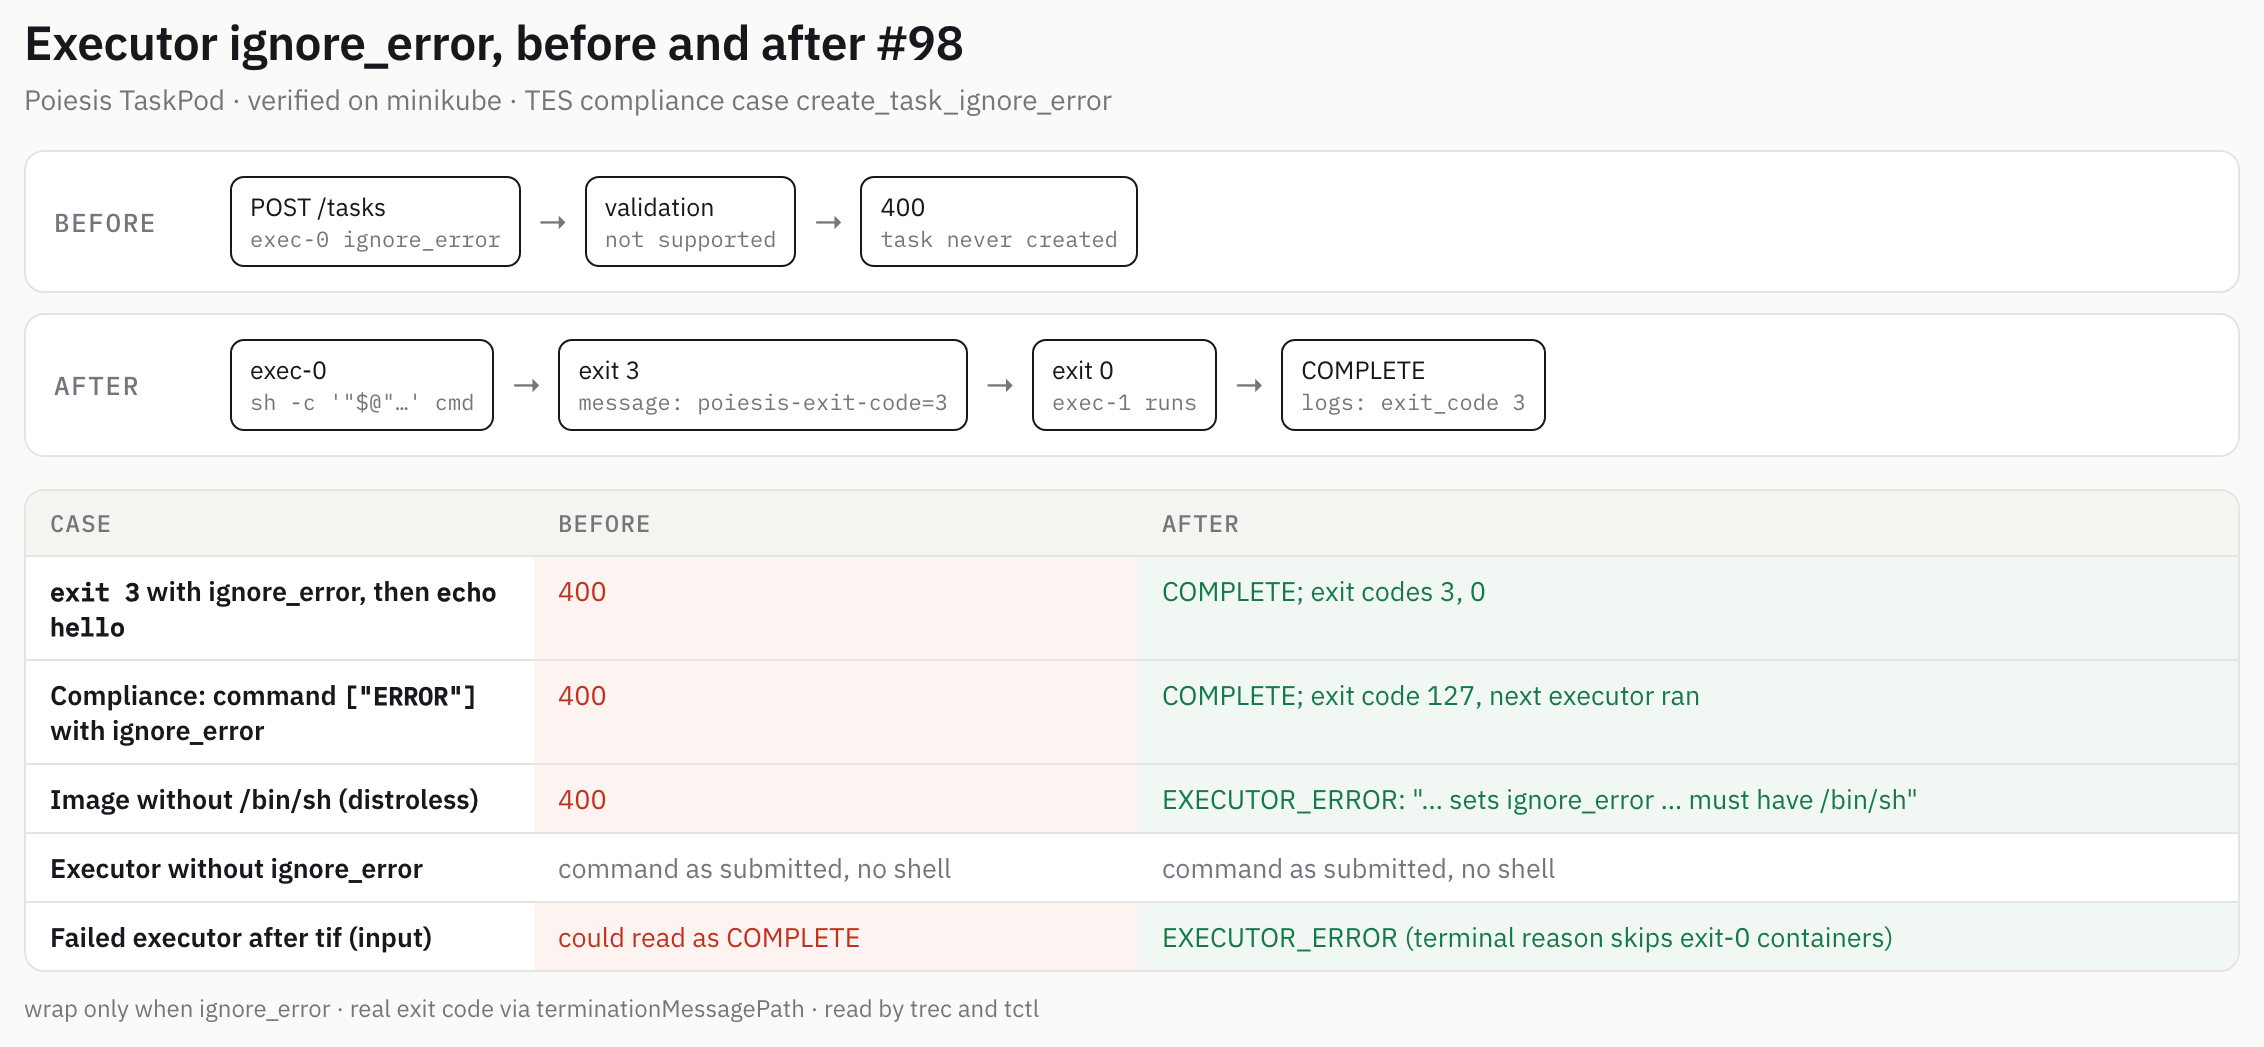 Executor ignore_error, before and after #98
Poiesis TaskPod · verified on minikube · TES compliance case create_task_ignore_error
BEFORE
POST /tasks
exec-0 ignore_error
→
validation
not supported
→
400
task never created
AFTER
exec-0
sh -c '"$@"…' cmd
→
exit 3
message: poiesis-exit-code=3
→
exit 0
exec-1 runs
→
COMPLETE
logs: exit_code 3
CASE BEFORE AFTER
exit 3 with ignore_error, then echo
hello
400
COMPLETE; exit codes 3, 0
Compliance: command ["ERROR"]
with ignore_error
400
COMPLETE; exit code 127, next executor ran
Image without /bin/sh (distroless)
400
EXECUTOR_ERROR: "… sets ignore_error … must have /bin/sh"
Executor without ignore_error
command as submitted, no shell
command as submitted, no shell
Failed executor after tif (input)
could read as COMPLETE
EXECUTOR_ERROR (terminal reason skips exit-0 containers)
wrap only when ignore_error · real exit code via terminationMessagePath · read by trec and tctl